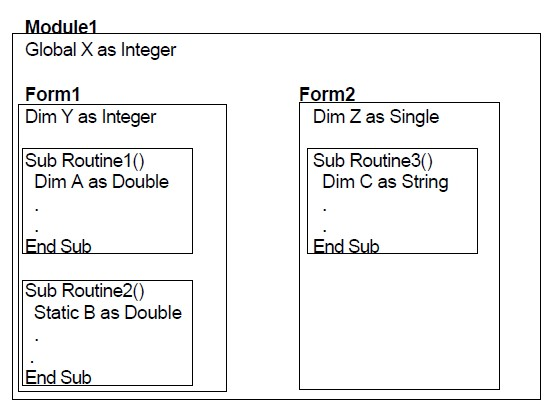 Module1
Global X as Integer
Form1
Dim Y as Integer
Sub Routine1()
Dim A as Double
.
.
End Sub
Sub Routine2()
Static B as Double
.
.
End Sub
Form2
Dim Z as Single
Sub Routine3()
Dim C as String
.
.
End Sub